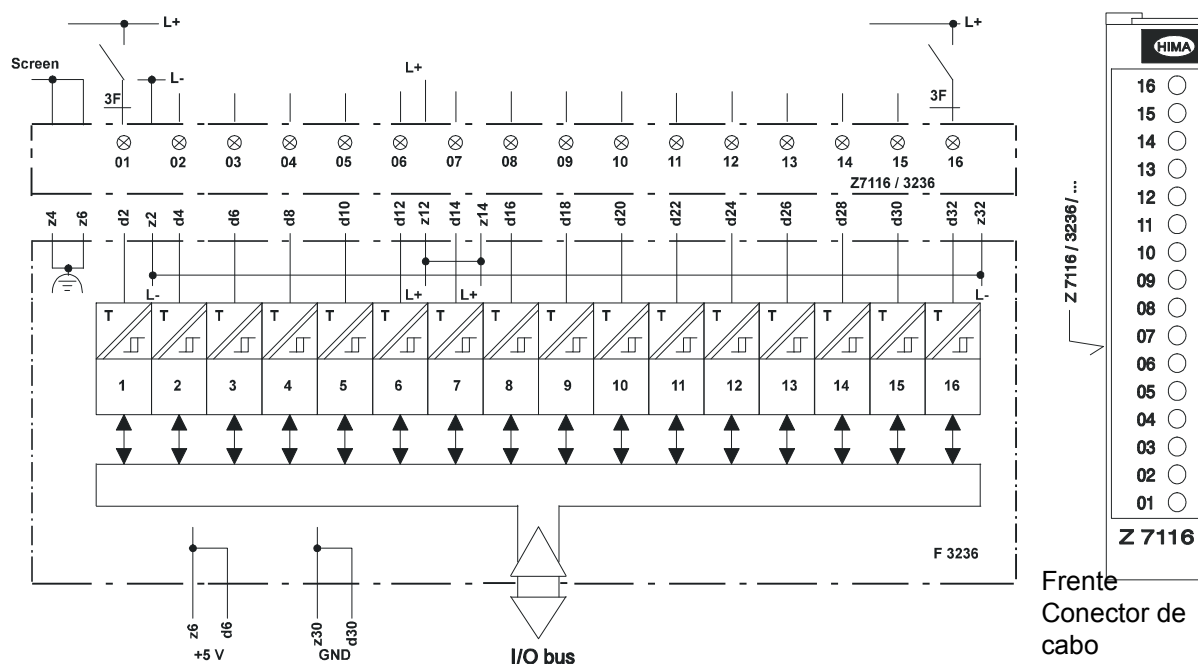 L+ L+
HIMA
Screen L- L+
3F 3F
01 02 03 04 05 06 07 08 09 10 11 12 13 14 15 16
Z7116 / 3236
z4 z6 d2 z2 d4 d6 d8 d10 d12 z12 d14 z14 d16 d18 d20 d22 d24 d26 d28 d30 d32 z32
L- L+ L+ L-
T T T T T T T T T T T T T T T T
1 2 3 4 5 6 7 8 9 10 11 12 13 14 15 16
F 3236
z6 d6 z30 d30
+5 V GND I/O bus
16
15
14
13
12
11
10
09
08
07
06
05
04
03
02
01
Z 7116 / 3236 / ...
Z 7116
Frente
Conector de
cabo